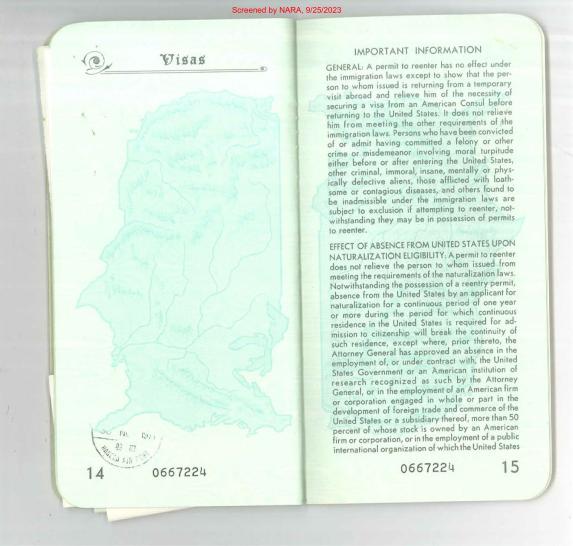 Screened by NARA, 9/25/2023
Visas
14
0667224
IMPORTANT INFORMATION
GENERAL: A permit to reenter has no effect under
the immigration laws except to show that the per-
son to whom issued is returning from a temporary
visit abroad and relieve him of the necessity of
securing a visa from an American Consul before
returning to the United States. It does not relieve
him from meeting the other requirements of the
immigration laws. Persons who have been convicted
of or admit having committed a felony or other
crime or misdemeanor involving moral turpitude
either before or after entering the United States,
other criminal, immoral, insane, mentally or phys-
ically defective aliens, those afflicted with loath-
some or contagious diseases, and others found to
be inadmissible under the immigration laws are
subject to exclusion if attempting to reenter, not-
withstanding they may be in possession of permits
to reenter.
EFFECT OF ABSENCE FROM UNITED STATES UPON
NATURALIZATION ELIGIBILITY: A permit to reenter
does not relieve the person to whom issued from
meeting the requirements of the naturalization laws.
Notwithstanding the possession of a reentry permit,
absence from the United States by an applicant for
naturalization for a continuous period of one year
or more during the period for which continuous
residence in the United States is required for ad-
mission to citizenship will break the continuity of
such residence, except where, prior thereto, the
Attorney General has approved an absence in the
employment of, or under contract with, the United
States Government or an American institution of
research recognized as such by the Attorney
General, or in the employment of an American firm
or corporation engaged in whole or part in the
development of foreign trade and commerce of the
United States or a subsidiary thereof, more than 50
percent of whose stock is owned by an American
firm or corporation, or in the employment of a public
international organization of which the United States
0667224
15